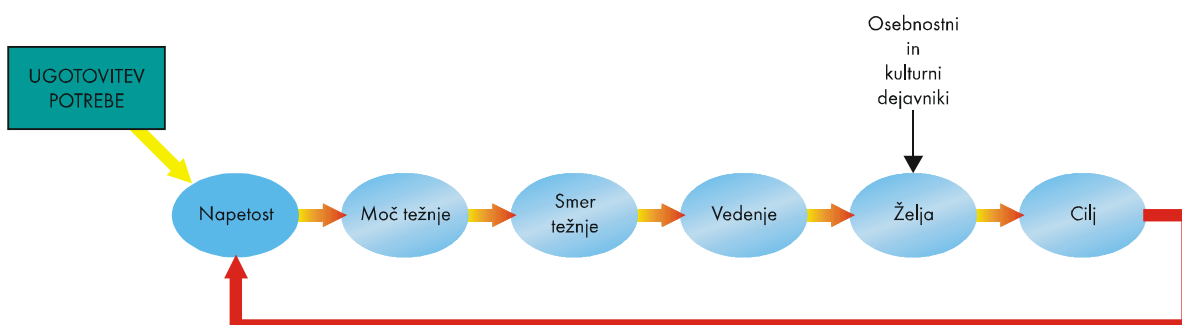 Osebnostni
in
kulturni
dejavniki
UGOTOVITEV
POTREBE
Napetost
Moč težnje
Smer
težnje
Vedenje
Želja
Cilj